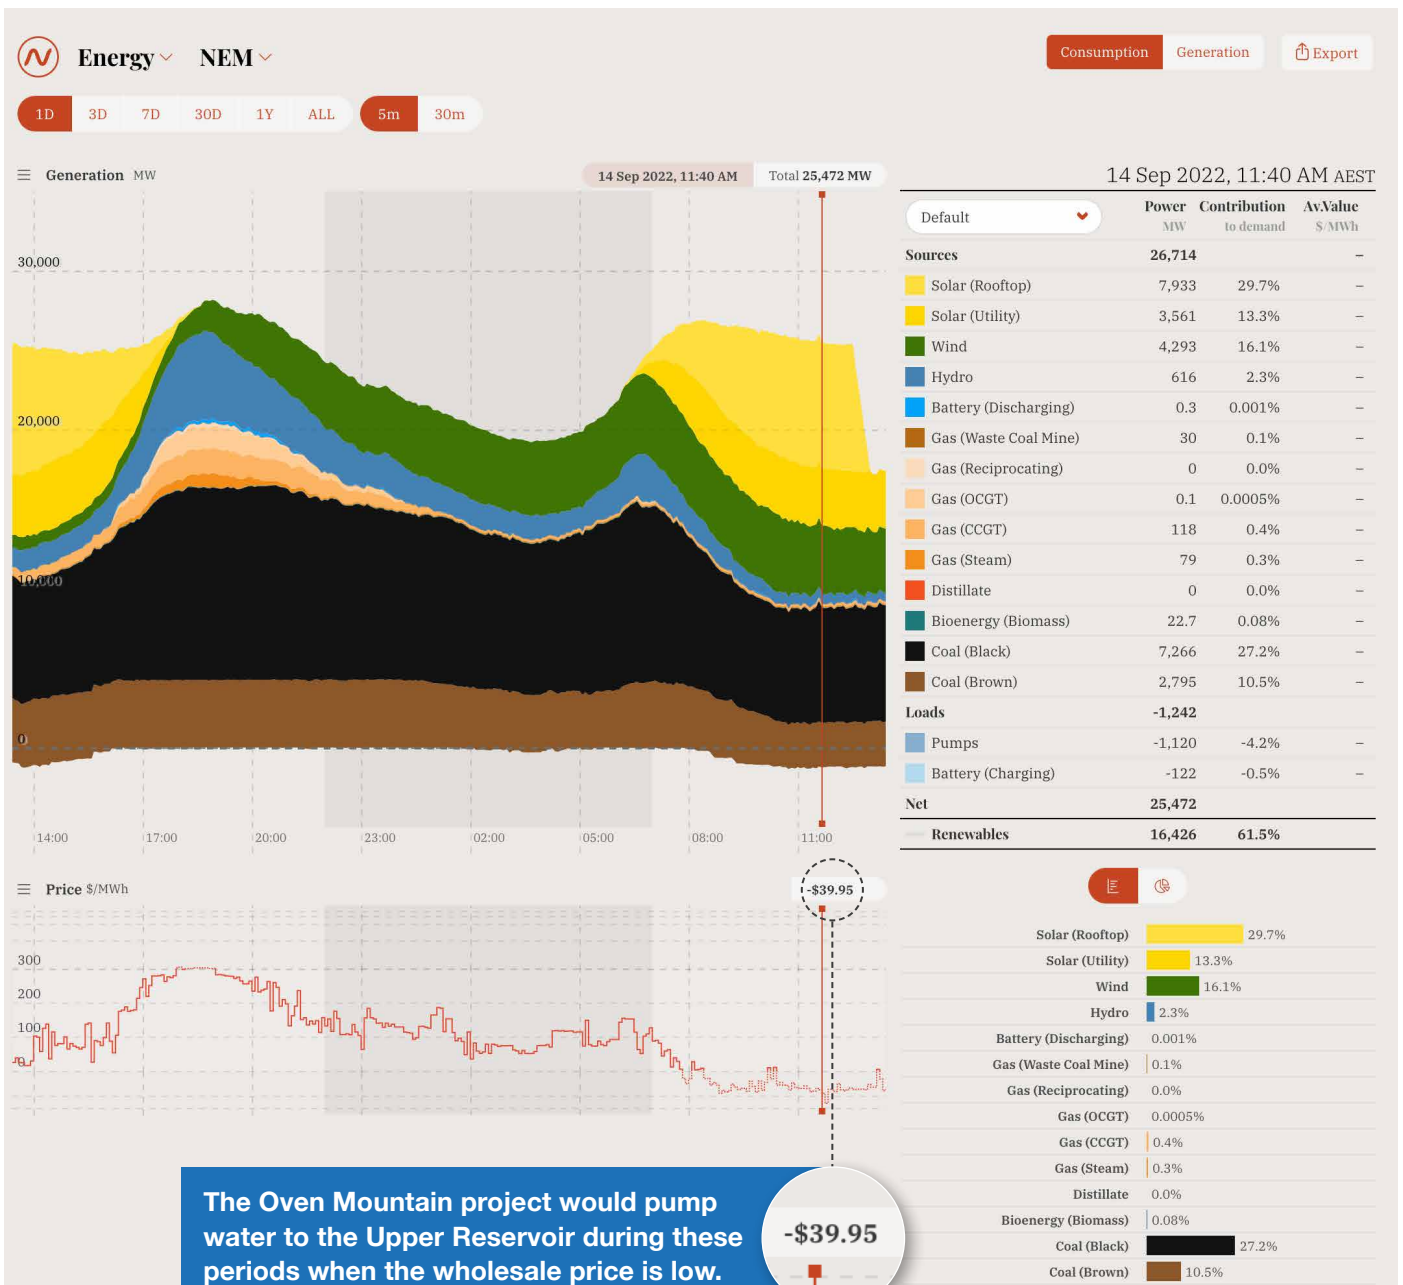 Energy NEM
Consumption Generation Export
1D 3D 7D 30D 1Y ALL 5m 30m
Generation MW
14 Sep 2022, 11:40 AM Total 25,472 MW
30,000
20,000
10,000
0
14:00 17:00 20:00 23:00 02:00 05:00 08:00 11:00
14 Sep 2022, 11:40 AM AEST
Default Power Contribution Av.Value
MW to demand $/MWh
Sources 26,714 –
Solar (Rooftop) 7,933 29.7% –
Solar (Utility) 3,561 13.3% –
Wind 4,293 16.1% –
Hydro 616 2.3% –
Battery (Discharging) 0.3 0.001% –
Gas (Waste Coal Mine) 30 0.1% –
Gas (Reciprocating) 0 0.0% –
Gas (OCGT) 0.1 0.0005% –
Gas (CCGT) 118 0.4% –
Gas (Steam) 79 0.3% –
Distillate 0 0.0% –
Bioenergy (Biomass) 22.7 0.08% –
Coal (Black) 7,266 27.2% –
Coal (Brown) 2,795 10.5% –
Loads -1,242
Pumps -1,120 -4.2% –
Battery (Charging) -122 -0.5% –
Net 25,472
Renewables 16,426 61.5%
Price $/MWh
-$39.95
300
200
100
0
Solar (Rooftop) 29.7%
Solar (Utility) 13.3%
Wind 16.1%
Hydro 2.3%
Battery (Discharging) 0.001%
Gas (Waste Coal Mine) 0.1%
Gas (Reciprocating) 0.0%
Gas (OCGT) 0.0005%
Gas (CCGT) 0.4%
Gas (Steam) 0.3%
Distillate 0.0%
Bioenergy (Biomass) 0.08%
Coal (Black) 27.2%
Coal (Brown) 10.5%
The Oven Mountain project would pump
water to the Upper Reservoir during these
periods when the wholesale price is low.
-$39.95